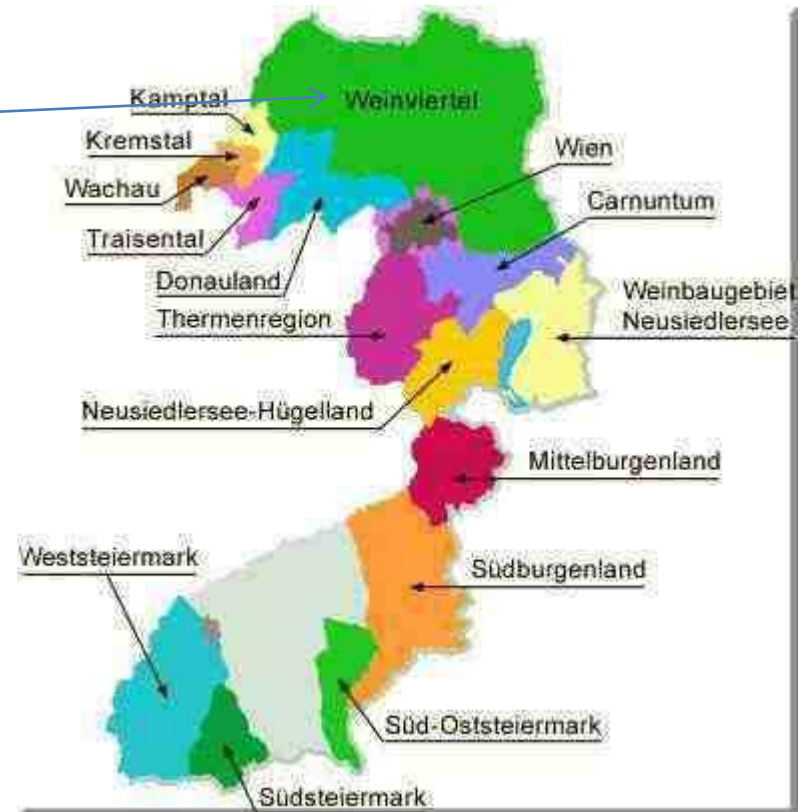 Kamptal
Weinviertel
Kremstal
Wien
Wachau
Carnuntum
Traisental
Donauland
Weinbaugebiet
Neusiedlersee
Thermenregion
Neusiedlersee-Hügelland
Mittelburgenland
Weststeiermark
Südburgenland
Süd-Oststeiermark
Südsteiermark